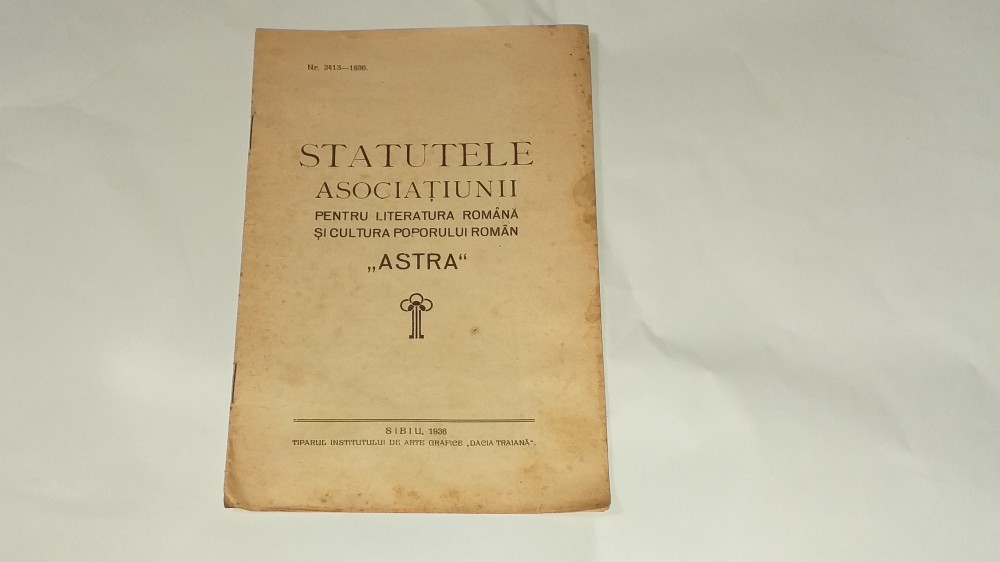 Nr. 2413—1936.
STATUTELE
ASOCIAȚIUNII
PENTRU LITERATURA ROMÂNĂ
ȘI CULTURA POPORULUI ROMÂN
„ASTRA“
SIBIU, 1936
TIPARUL INSTITUTULUI DE ARTE GRAFICE „DACIA TRAIANĂ“.